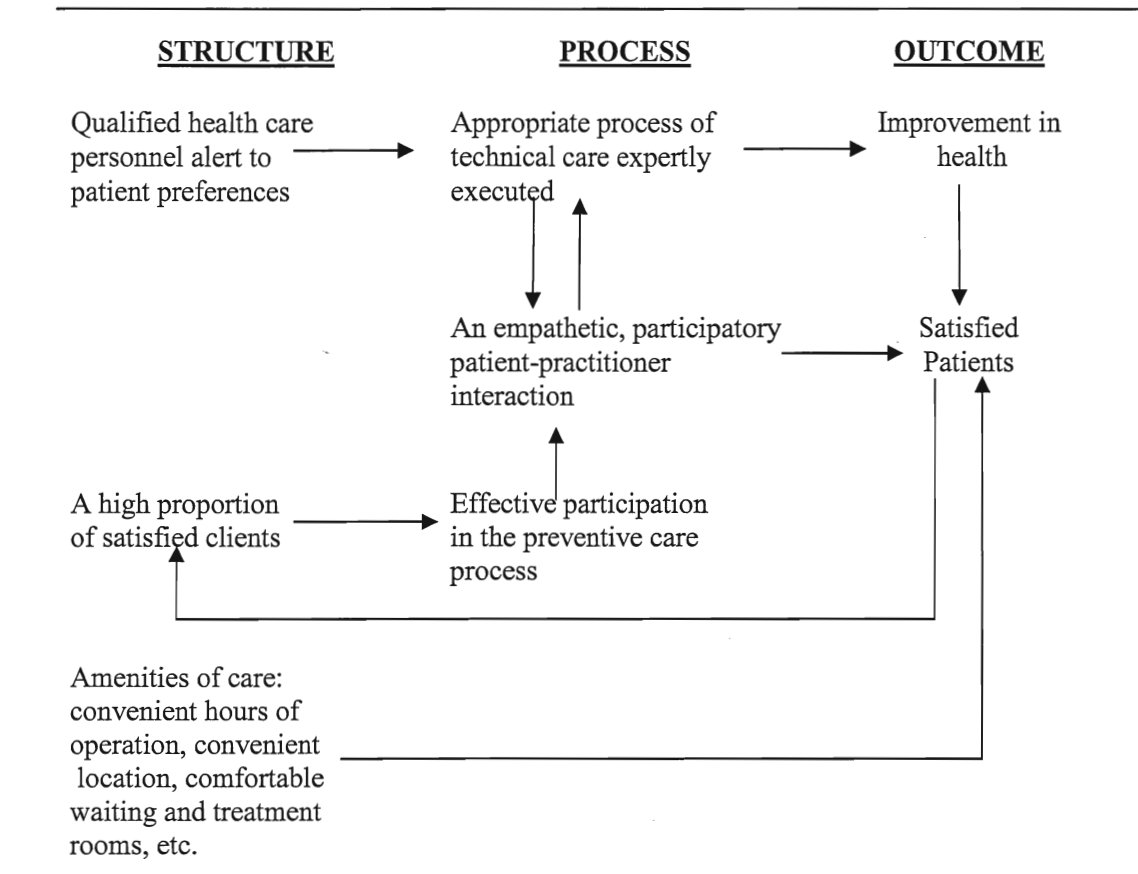 STRUCTURE
PROCESS
OUTCOME
Qualified health care
personnel alert to
patient preferences
Appropriate process of
technical care expertly
executed
Improvement in
health
An empathetic, participatory
patient-practitioner
interaction
Satisfied
Patients
A high proportion
of satisfied clients
Effective participation
in the preventive care
process
Amenities of care:
convenient hours of
operation, convenient
location, comfortable
waiting and treatment
rooms, etc.